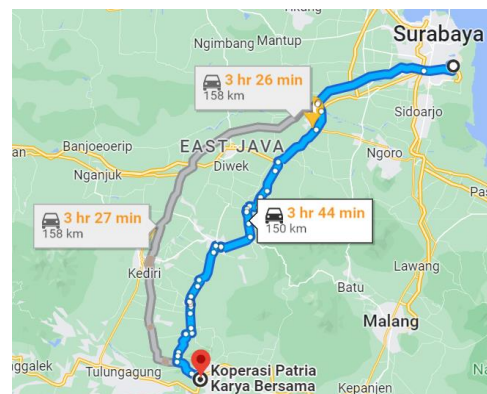 Surabaya
Ngimbang
Mantup
3 hr 26 min
158 km
Sidoarjo
Banjoeoerip
EAST JAVA
Diwek
Ngoro
Nganjuk
Pas
3 hr 27 min
158 km
3 hr 44 min
150 km
Kediri
Lawang
Batu
Malang
Koperasi Patria
Karya Bersama
nggalek
Tulungagung
Kepanjen